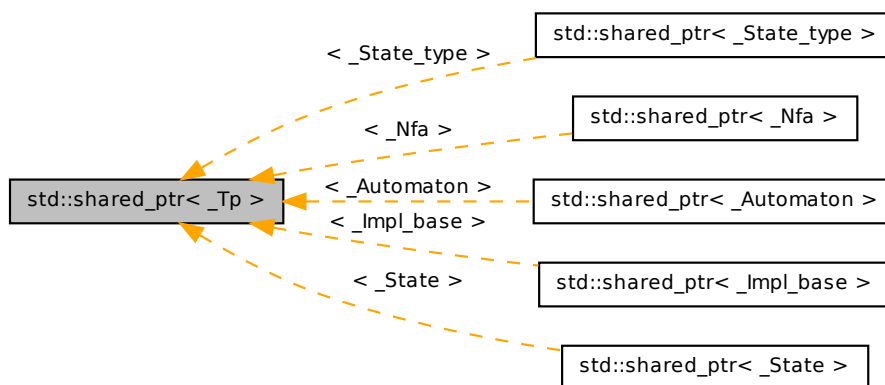 std::shared_ptr< _State_type >
< _State_type >
std::shared_ptr< _Nfa >
< _Nfa >
std::shared_ptr< _Tp >
< _Automaton >
std::shared_ptr< _Automaton >
< _Impl_base >
std::shared_ptr< _Impl_base >
< _State >
std::shared_ptr< _State >